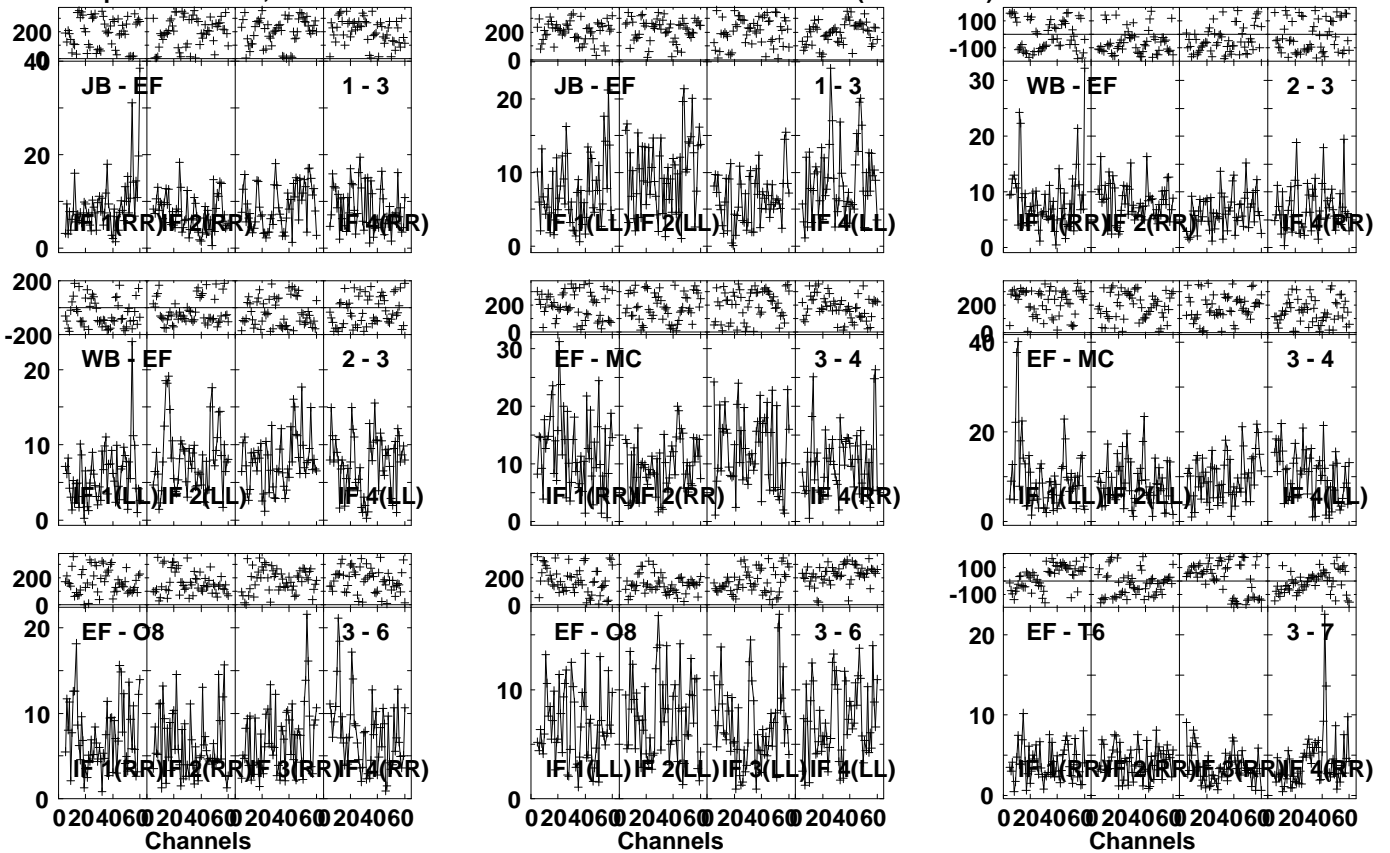 200
0
200
0
100
-100
40
20
0
JB - EF
1 - 3
IF 1(RR)
IF 2(RR)
IF 4(RR)
20
10
0
JB - EF
1 - 3
IF 1(LL)
IF 2(LL)
IF 4(LL)
30
20
10
0
WB - EF
2 - 3
IF 1(RR)
IF 2(RR)
IF 4(RR)
200
-200
200
0
200
0
20
10
0
WB - EF
2 - 3
IF 1(LL)
IF 2(LL)
IF 4(LL)
30
20
10
0
EF - MC
3 - 4
IF 1(RR)
IF 2(RR)
IF 4(RR)
40
20
0
EF - MC
3 - 4
IF 1(LL)
IF 2(LL)
IF 4(LL)
200
0
200
0
100
-100
20
10
0
EF - O8
3 - 6
IF 1(RR)
IF 2(RR)
IF 3(RR)
IF 4(RR)
10
0
EF - O8
3 - 6
IF 1(LL)
IF 2(LL)
IF 3(LL)
IF 4(LL)
20
10
0
EF - T6
3 - 7
IF 1(RR)
IF 2(RR)
IF 3(RR)
IF 4(RR)
0 20 40 60 0 20 40 60 0 20 40 60 0 20 40 60
0 20 40 60 0 20 40 60 0 20 40 60 0 20 40 60
0 20 40 60 0 20 40 60 0 20 40 60 0 20 40 60
Channels
Channels
Channels